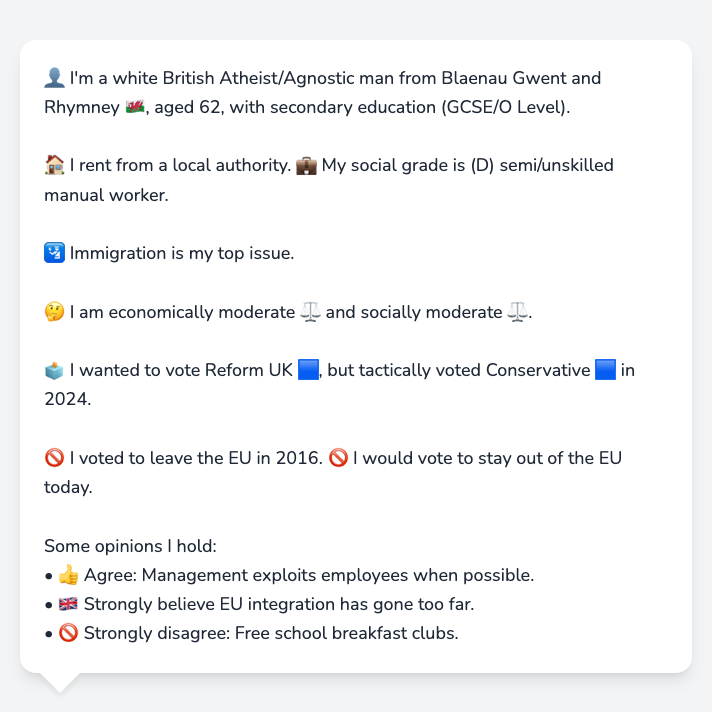 👤 I'm a white British Atheist/Agnostic man from Blaenau Gwent and
Rhymney 🏴󠁧󠁢󠁷󠁬󠁳󠁿, aged 62, with secondary education (GCSE/O Level).
🏠 I rent from a local authority. 💼 My social grade is (D) semi/unskilled
manual worker.
🛂 Immigration is my top issue.
🤔 I am economically moderate ⚖️ and socially moderate ⚖️.
🗳️ I wanted to vote Reform UK 🟦, but tactically voted Conservative 🟦 in
2024.
🚫 I voted to leave the EU in 2016. 🚫 I would vote to stay out of the EU
today.
Some opinions I hold:
• 👍 Agree: Management exploits employees when possible.
• 🇬🇧 Strongly believe EU integration has gone too far.
• 🚫 Strongly disagree: Free school breakfast clubs.